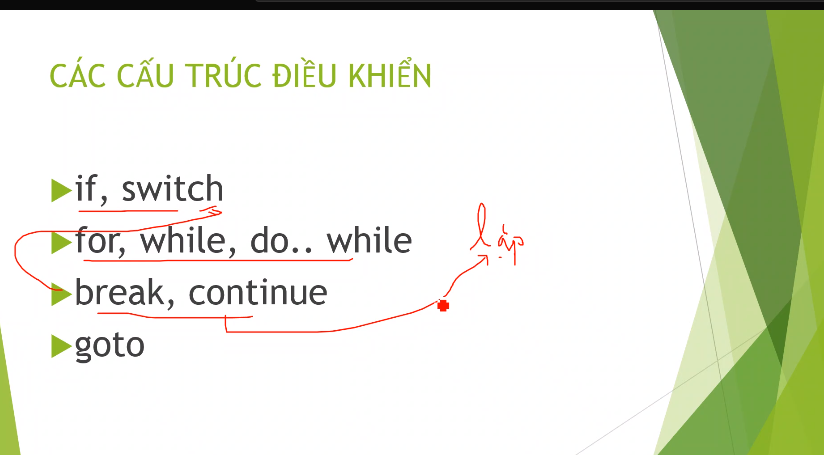 CÁC CẤU TRÚC ĐIỀU KHIỂN
if, switch
for, while, do.. while
lặp
break, continue
goto